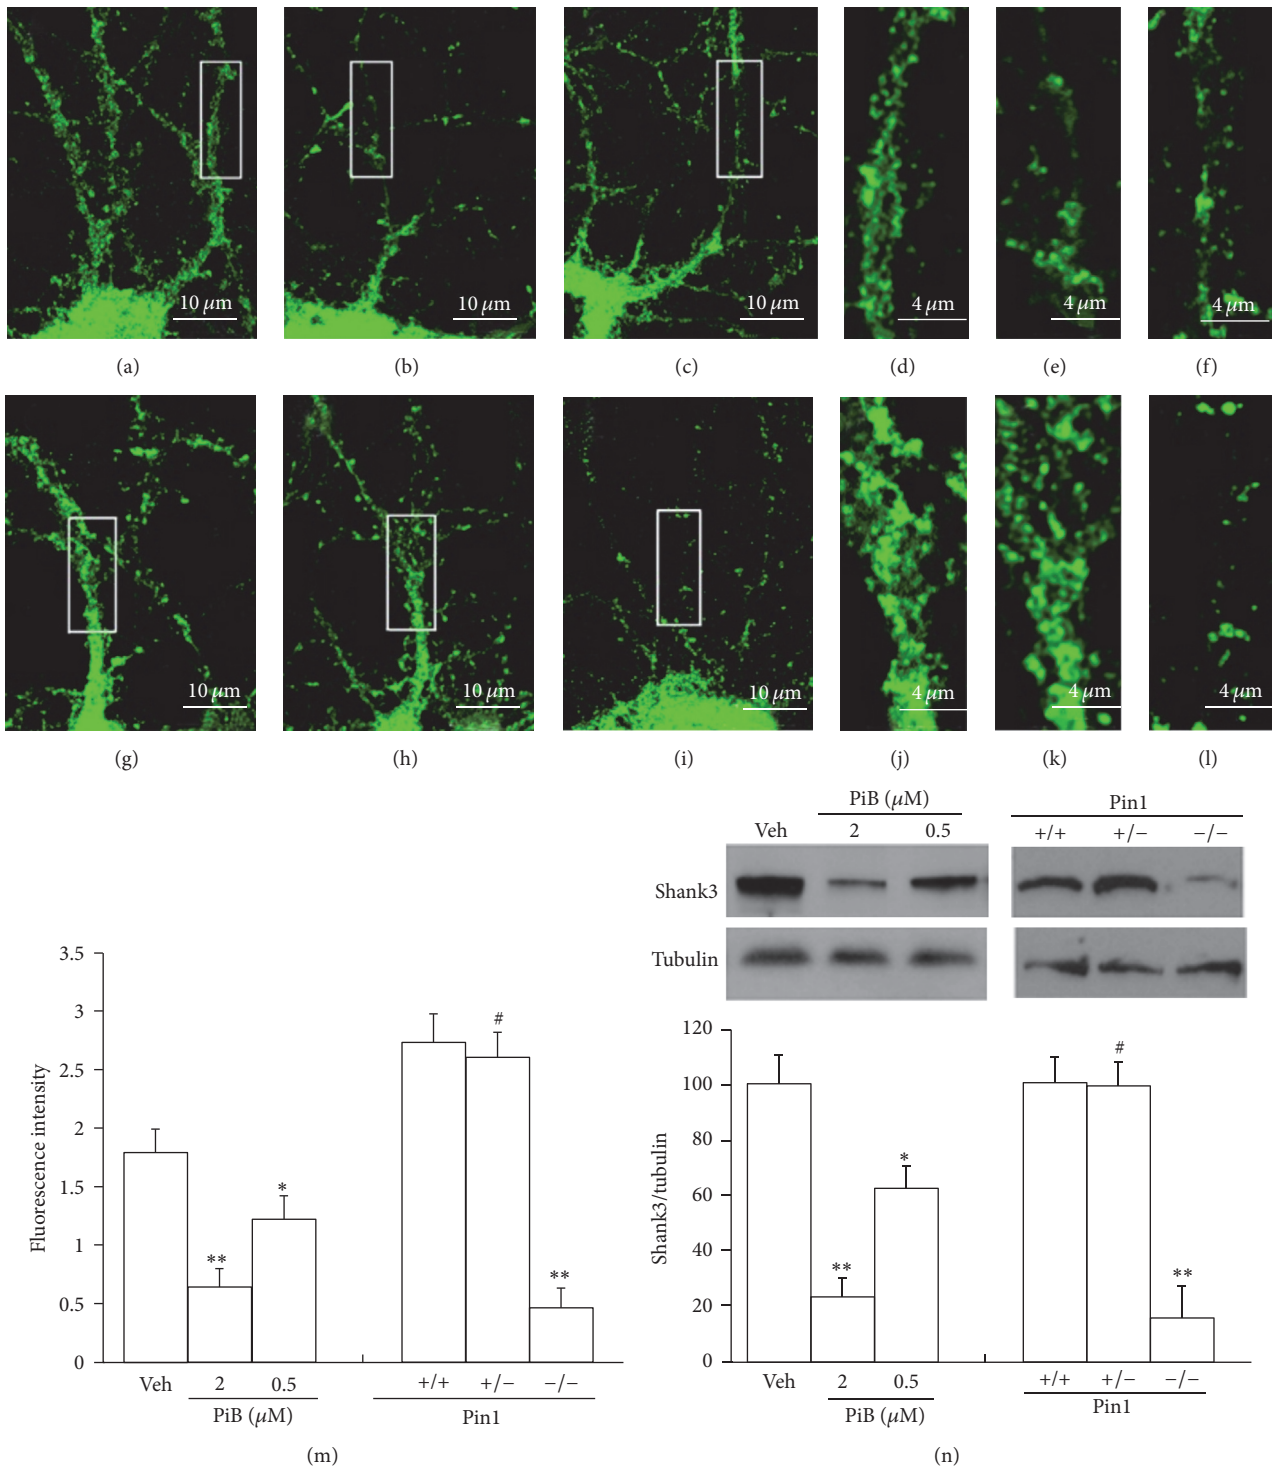 10 μm
10 μm
10 μm
4 μm
4 μm
4 μm
(a)
(b)
(c)
(d)
(e)
(f)
10 μm
10 μm
10 μm
4 μm
4 μm
4 μm
(g)
(h)
(i)
(j)
(k)
(l)
PiB (μM)
Pin1
Veh
2
0.5
+/+
+/−
−/−
Shank3
Tubulin
3.5
3
2.5
2
1.5
1
0.5
0
Fluorescence intensity
**
*
#
**
Veh
2
0.5
+/+
+/−
−/−
PiB (μM)
Pin1
(m)
120
100
80
60
40
20
0
Shank3/tubulin
**
*
#
**
Veh
2
0.5
+/+
+/−
−/−
PiB (μM)
Pin1
(n)